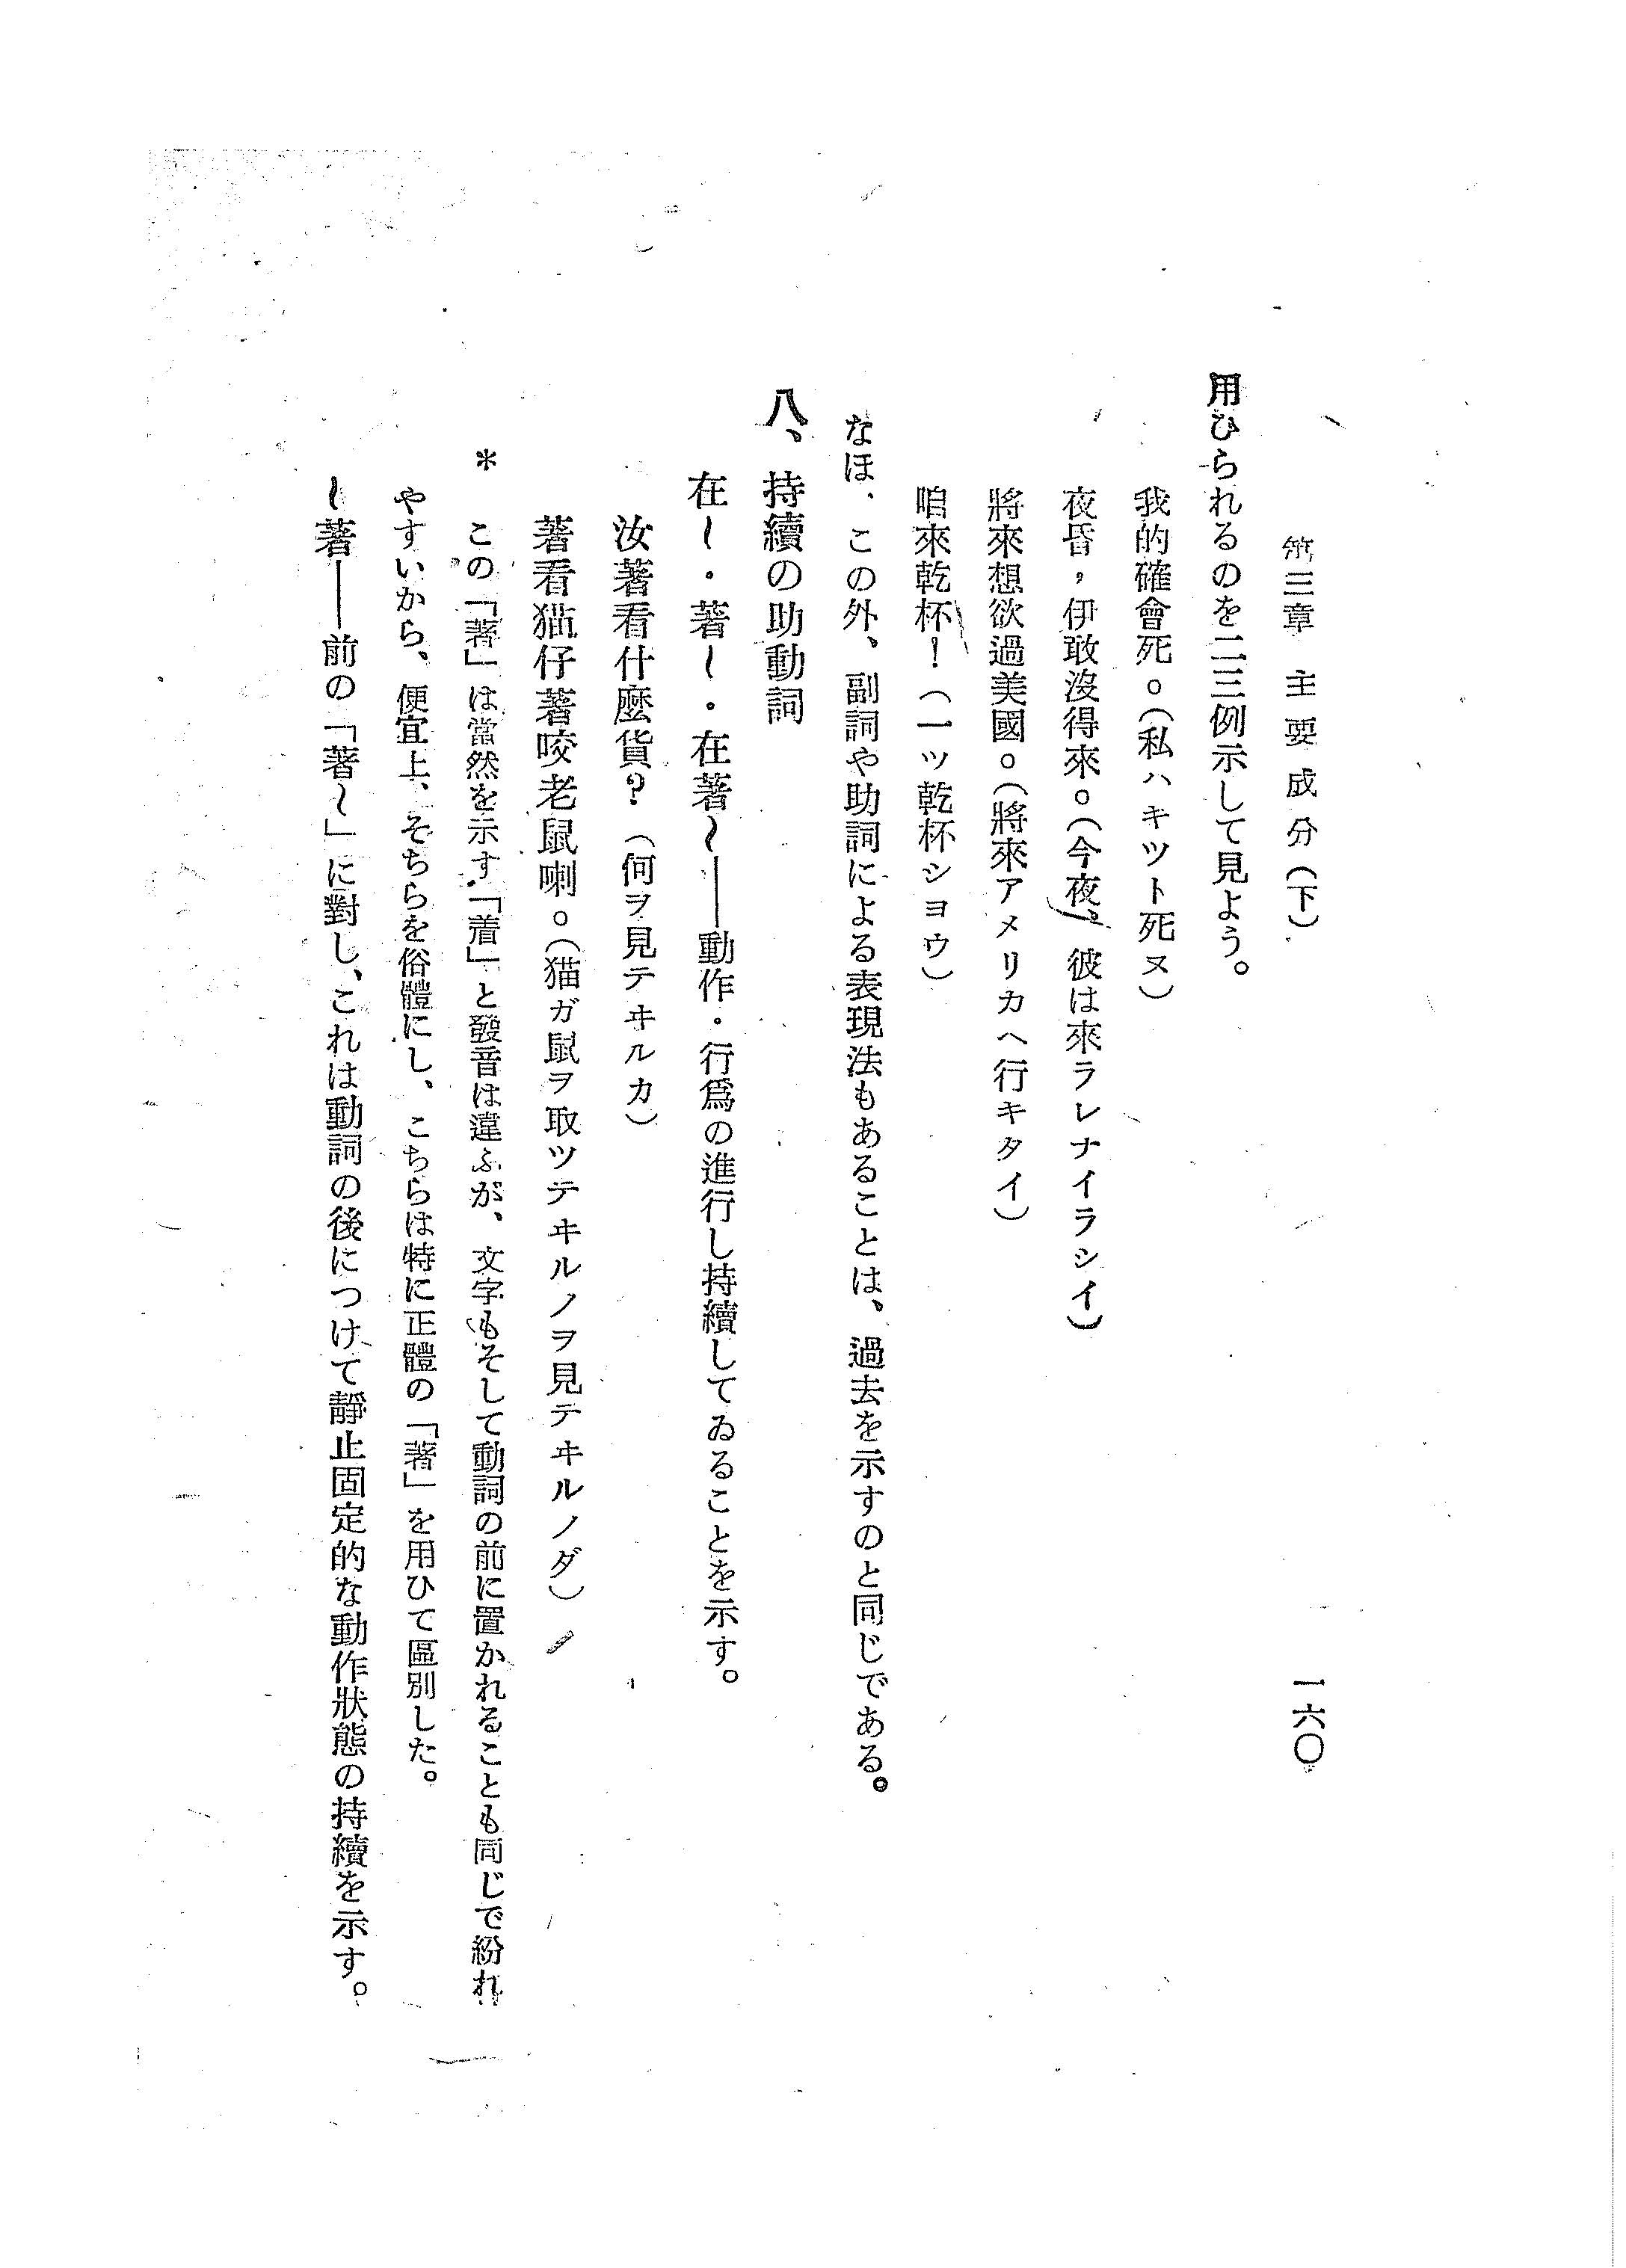 第三章 主要成分(下) 一六〇
用ひられるのを二三例示して見よう。
我的確會死。(私ハキツト死ヌ)
夜昏，伊敢沒得來。(今夜、彼は來ラレナイラシイ)
將來想欲過美國。(將來アメリカヘ行キタイ)
咱來乾杯！(一ツ乾杯シヨウ)
なほ、この外、副詞や助詞による表現法もあることは、過去を示すのと同じである。
八、持續の助動詞
在～・著～・在著～――動作・行爲の進行し持續してゐることを示す。
汝著看什麼貨？(何ヲ見テヰルカ)
著看猫仔著咬老鼠喇。(猫ガ鼠ヲ取ツテヰルノヲ見テヰルノダ)
＊ この「著」は當然を示す「着」と發音は違ふが、文字もそして動詞の前に置かれることも同じで紛れ
やすいから、便宜上、そちらを俗體にし、こちらは特に正體の「著」を用ひて區別した。
～著――前の「著～」に對し、これは動詞の後につけて靜止固定的な動作狀態の持續を示す。